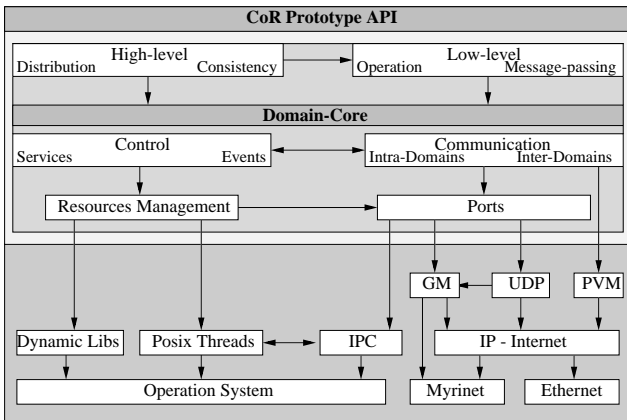 CoR Prototype API
High-level
Low-level
Distribution
Consistency
Operation
Message-passing
Domain-Core
Control
Communication
Services
Events
Intra-Domains
Inter-Domains
Resources Management
Ports
GM
UDP
PVM
Dynamic Libs
Posix Threads
IPC
IP - Internet
Operation System
Myrinet
Ethernet